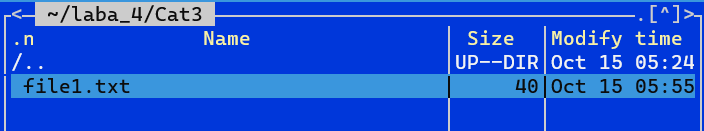 <─ ~/laba_4/Cat3 ─.[^]>
.n Name Size Modify time
/.. UP--DIR Oct 15 05:24
file1.txt 40 Oct 15 05:55